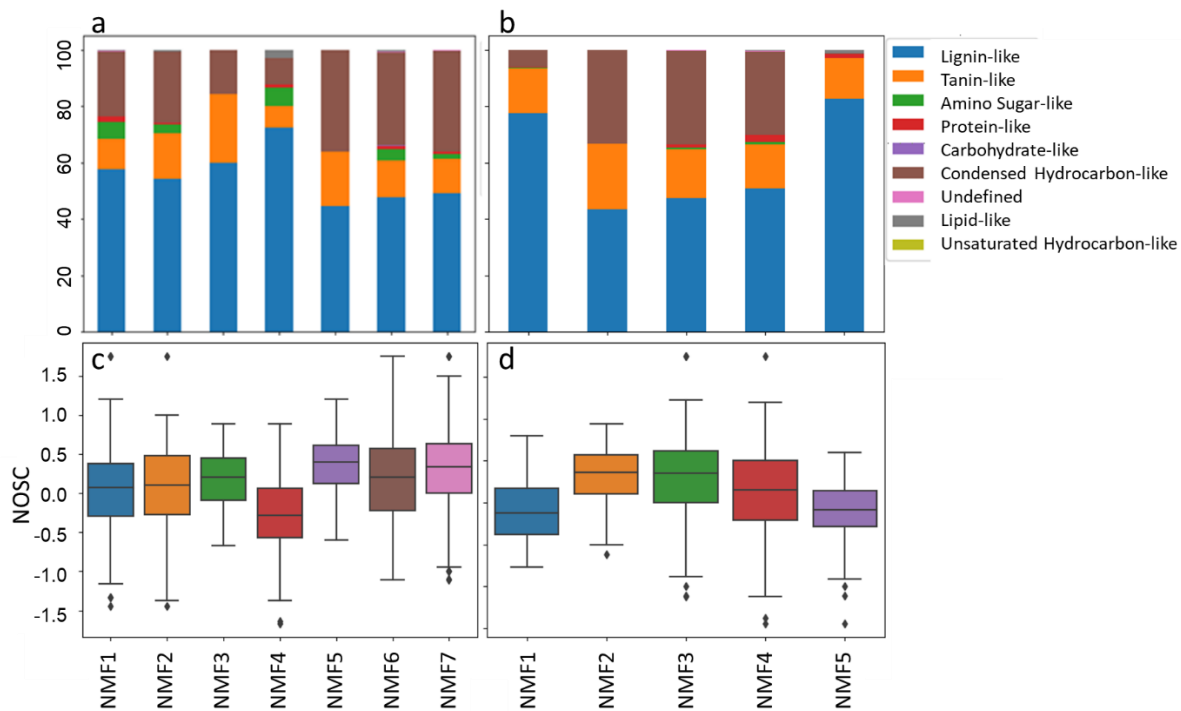 a
b
100
80
60
40
20
0
Lignin-like
Tanin-like
Amino Sugar-like
Protein-like
Carbohydrate-like
Condensed Hydrocarbon-like
Undefined
Lipid-like
Unsaturated Hydrocarbon-like
c
d
NOSC
1.5
1.0
0.5
0.0
-0.5
-1.0
-1.5
NMF1
NMF2
NMF3
NMF4
NMF5
NMF6
NMF7
NMF1
NMF2
NMF3
NMF4
NMF5